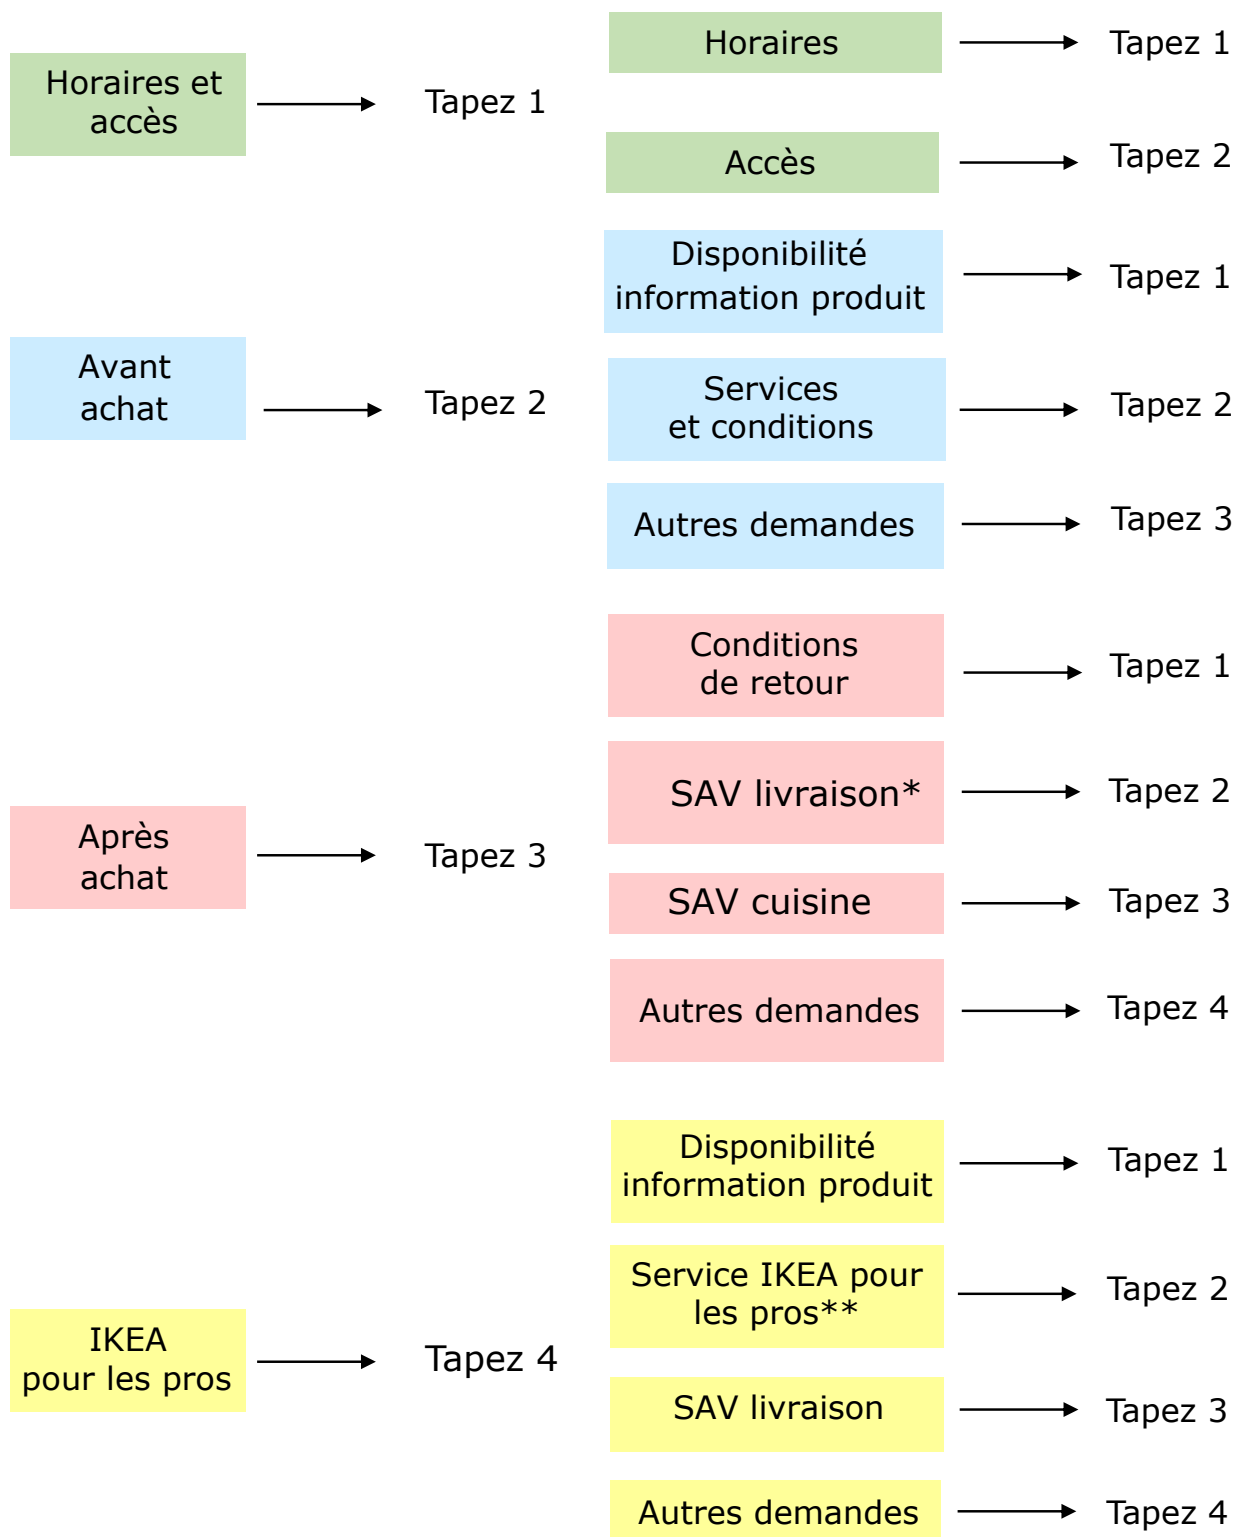 Horaires et
accès
Tapez 1
Horaires
Tapez 1
Accès
Tapez 2
Avant
achat
Tapez 2
Disponibilité
information produit
Tapez 1
Services
et conditions
Tapez 2
Autres demandes
Tapez 3
Après
achat
Tapez 3
Conditions
de retour
Tapez 1
SAV livraison*
Tapez 2
SAV cuisine
Tapez 3
Autres demandes
Tapez 4
IKEA
pour les pros
Tapez 4
Disponibilité
information produit
Tapez 1
Service IKEA pour
les pros**
Tapez 2
SAV livraison
Tapez 3
Autres demandes
Tapez 4